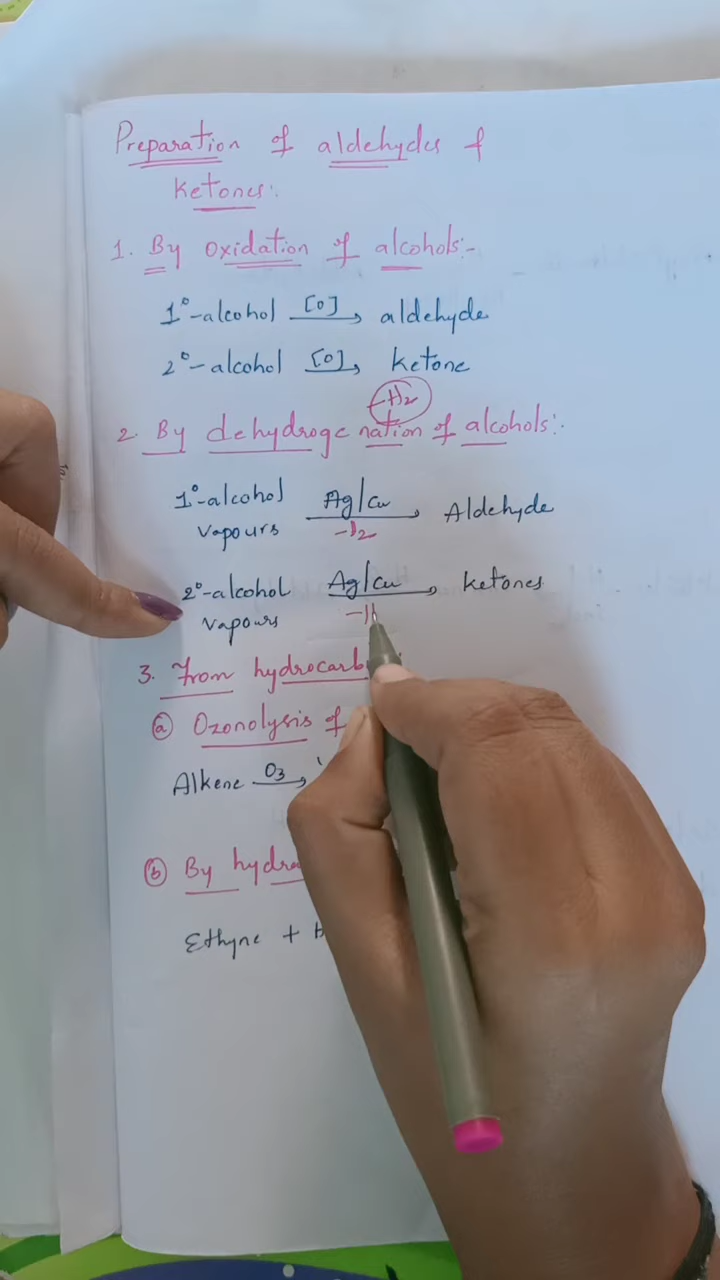 Preparation of aldehydes &
Ketones:
1. By Oxidation of alcohols:-
1°-alcohol [O] aldehyde
2°-alcohol [O] Ketone
-H2
2. By dehydrogenation of alcohols:-
1°-alcohol Ag/Cu Aldehyde
vapours -H2
2°-alcohol Ag/Cu Ketones
vapours -H
3. From
(a) Ozonolysis of
Alkene O3
(b) By
Ethyne +